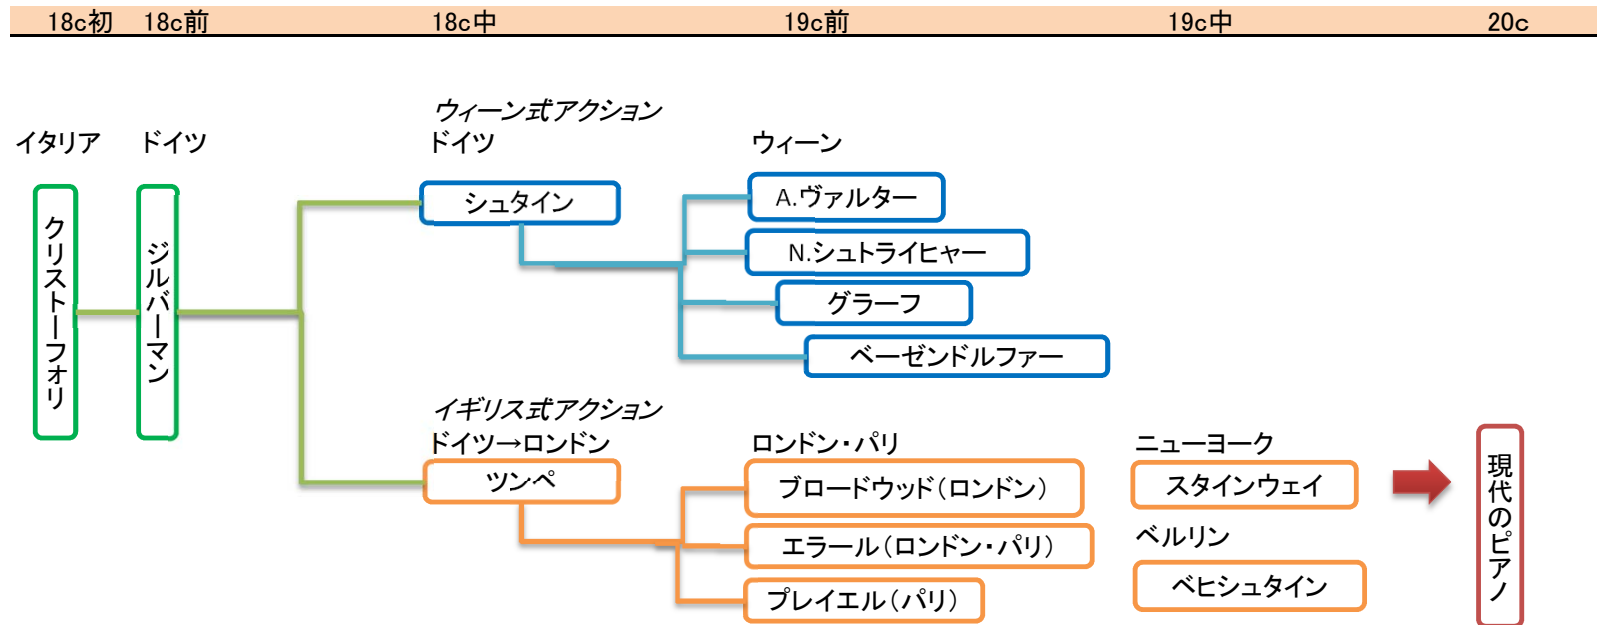 18c初 18c前 18c中 19c前 19c中 20c
ウィーン式アクション
イタリア ドイツ ドイツ ウィーン
クリストーフォリ
ジルバーマン
シュタイン
A.ヴァルター
N.シュトライヒャー
グラーフ
ベーゼンドルファー
イギリス式アクション
ドイツ→ロンドン ロンドン・パリ ニューヨーク
ツンペ
ブロードウッド(ロンドン)
スタインウェイ
エラール(ロンドン・パリ)
ベルリン
プレイエル(パリ)
ベヒシュタイン
現代のピアノ